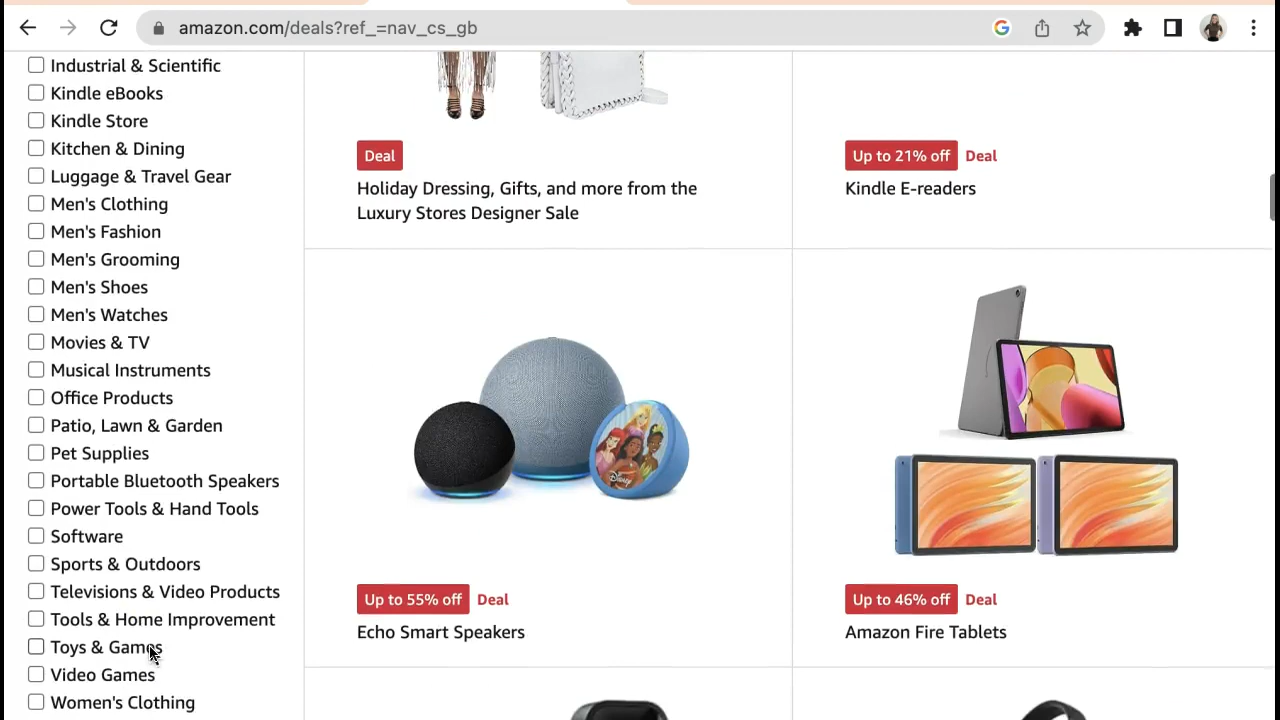 amazon.com/deals?ref_=nav_cs_gb
Industrial & Scientific
Kindle eBooks
Kindle Store
Kitchen & Dining
Luggage & Travel Gear
Men's Clothing
Men's Fashion
Men's Grooming
Men's Shoes
Men's Watches
Movies & TV
Musical Instruments
Office Products
Patio, Lawn & Garden
Pet Supplies
Portable Bluetooth Speakers
Power Tools & Hand Tools
Software
Sports & Outdoors
Televisions & Video Products
Tools & Home Improvement
Toys & Games
Video Games
Women's Clothing
Deal
Holiday Dressing, Gifts, and more from the
Luxury Stores Designer Sale
Up to 21% off Deal
Kindle E-readers
Disney
Up to 55% off Deal
Echo Smart Speakers
Up to 46% off Deal
Amazon Fire Tablets